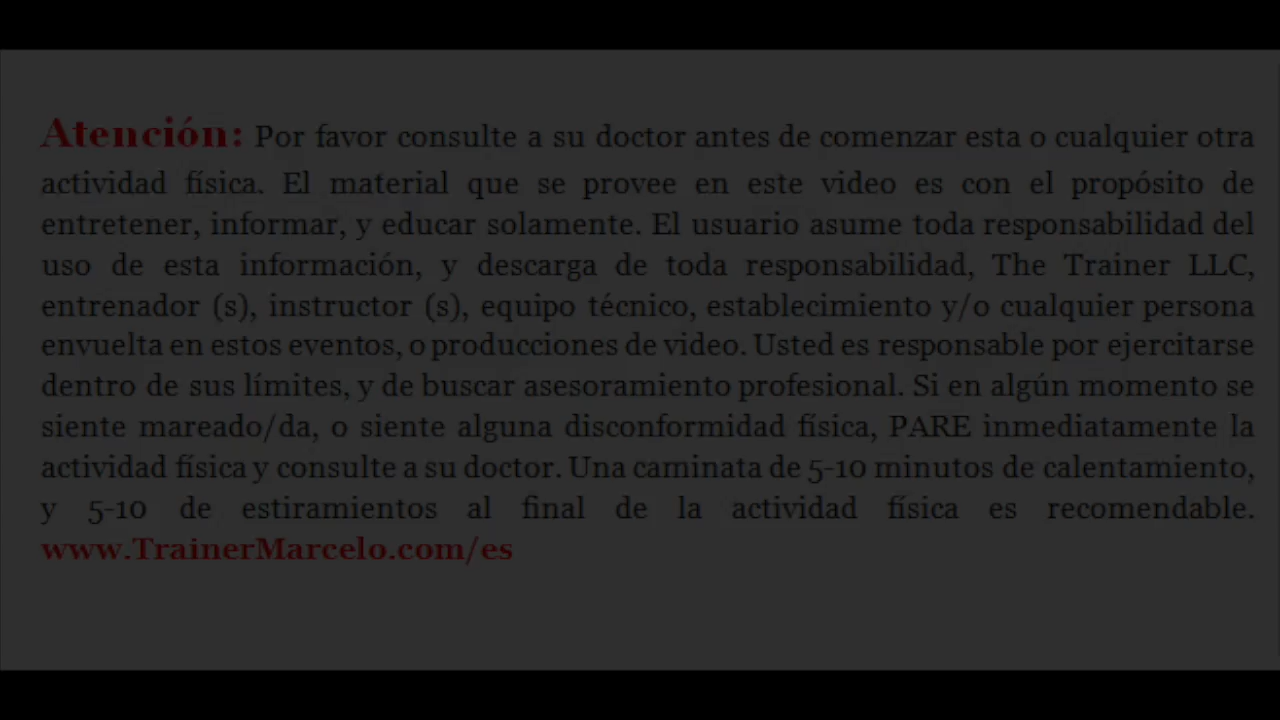 Atención: Por favor consulte a su doctor antes de comenzar esta o cualquier otra
actividad física. El material que se provee en este video es con el propósito de
entretener, informar, y educar solamente. El usuario asume toda responsabilidad del
uso de esta información, y descarga de toda responsabilidad, The Trainer LLC,
entrenador (s), instructor (s), equipo técnico, establecimiento y/o cualquier persona
envuelta en estos eventos, o producciones de video. Usted es responsable por ejercitarse
dentro de sus límites, y de buscar asesoramiento profesional. Si en algún momento se
siente mareado/da, o siente alguna disconformidad física, PARE inmediatamente la
actividad física y consulte a su doctor. Una caminata de 5-10 minutos de calentamiento,
y 5-10 de estiramientos al final de la actividad física es recomendable.
www.TrainerMarcelo.com/es